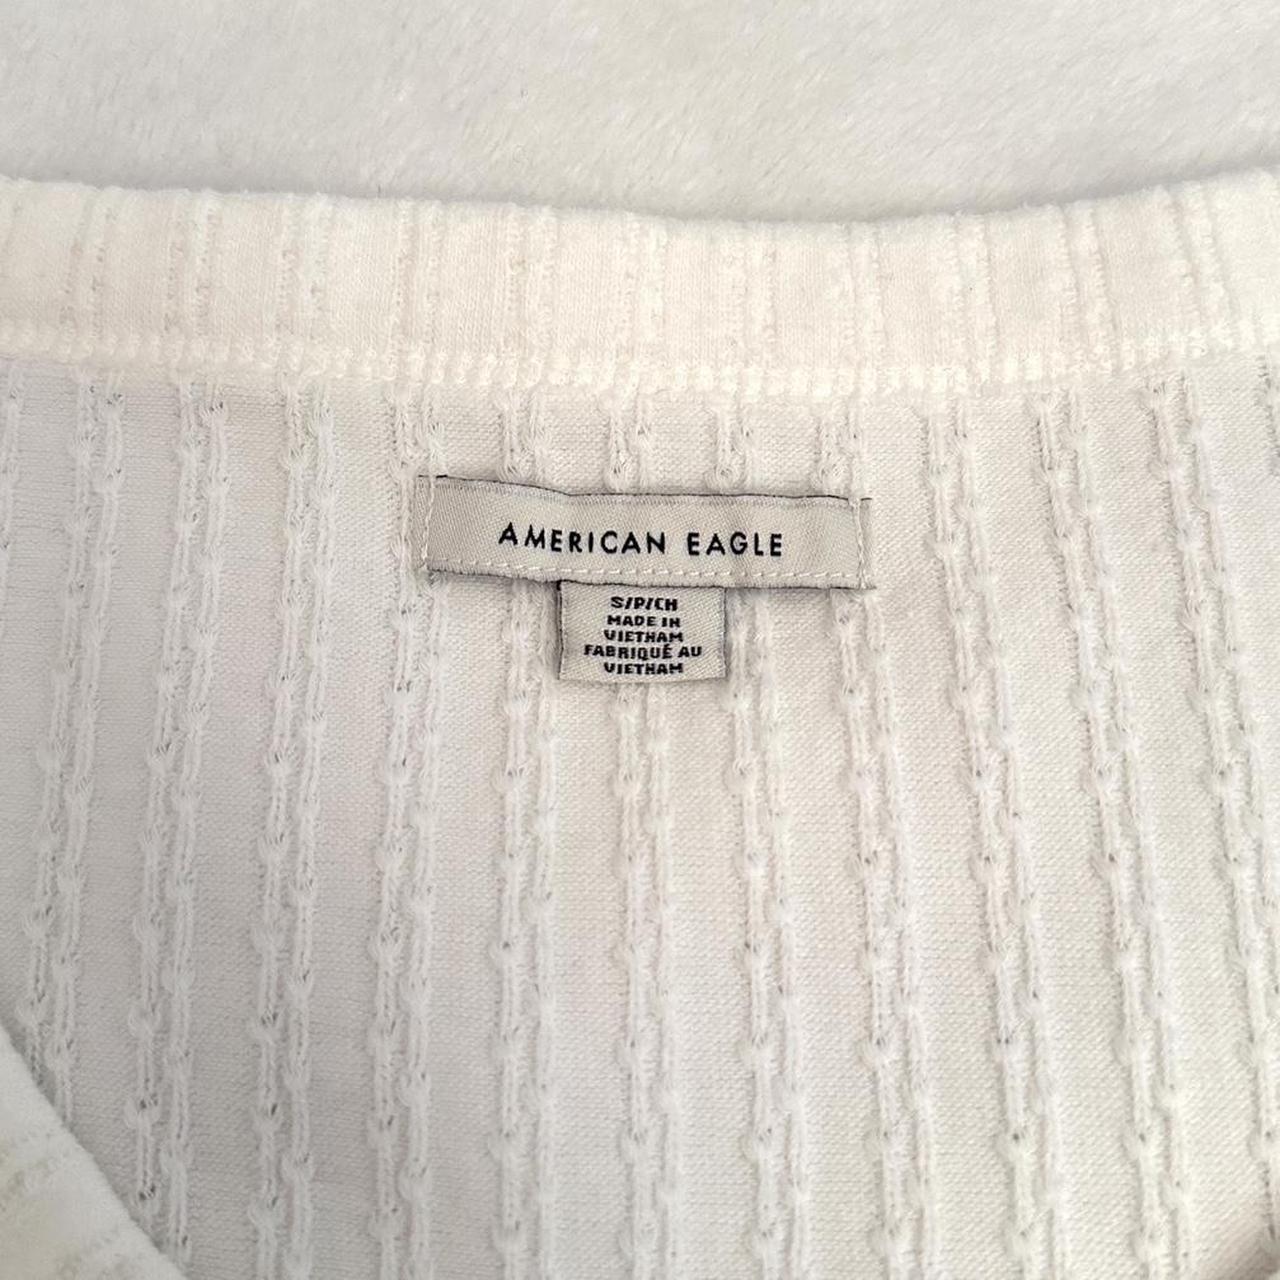 AMERICAN EAGLE
S/P/CH
MADE IN
VIETNAM
FABRIQUÉ AU
VIETNAM